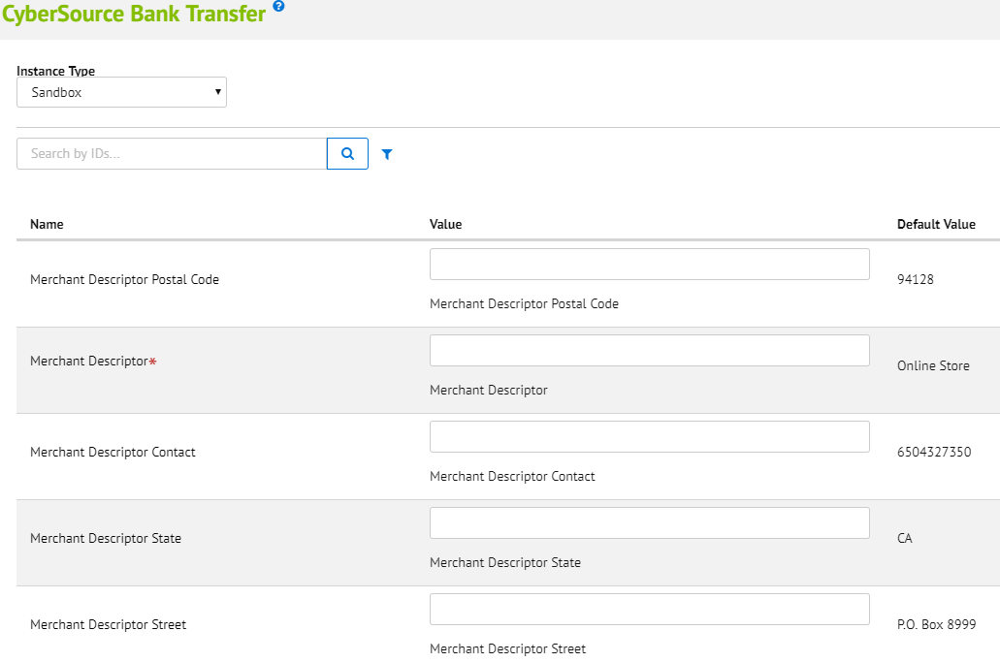 CyberSource Bank Transfer ?
Instance Type
Sandbox
Search by IDs...
Name Value Default Value
Merchant Descriptor Postal Code 94128
Merchant Descriptor Postal Code
Merchant Descriptor* Online Store
Merchant Descriptor
Merchant Descriptor Contact 6504327350
Merchant Descriptor Contact
Merchant Descriptor State CA
Merchant Descriptor State
Merchant Descriptor Street P.O. Box 8999
Merchant Descriptor Street